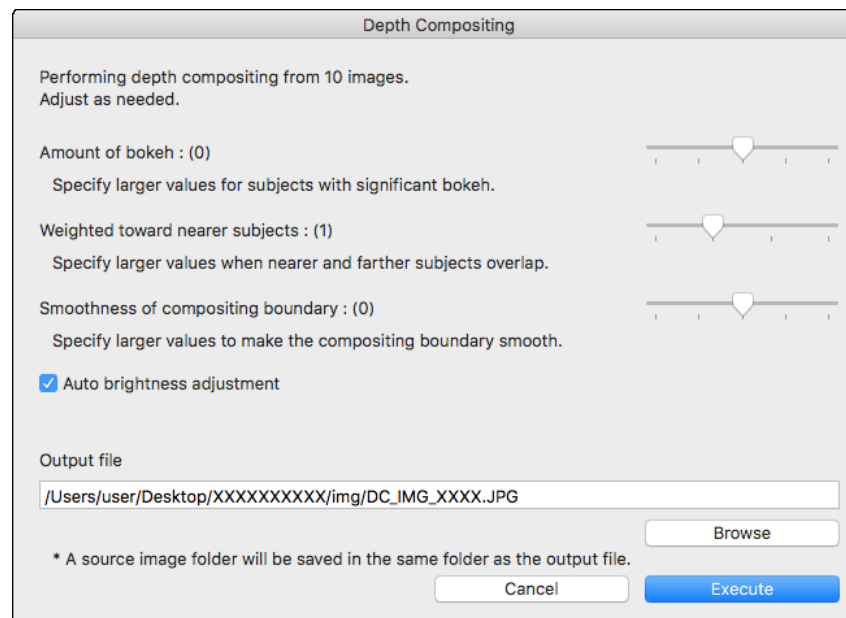 Depth Compositing
Performing depth compositing from 10 images.
Adjust as needed.
Amount of bokeh : (0)
Specify larger values for subjects with significant bokeh.
Weighted toward nearer subjects : (1)
Specify larger values when nearer and farther subjects overlap.
Smoothness of compositing boundary : (0)
Specify larger values to make the compositing boundary smooth.
Auto brightness adjustment
Output file
/Users/user/Desktop/XXXXXXXXXX/img/DC_IMG_XXXX.JPG
Browse
* A source image folder will be saved in the same folder as the output file.
Cancel
Execute